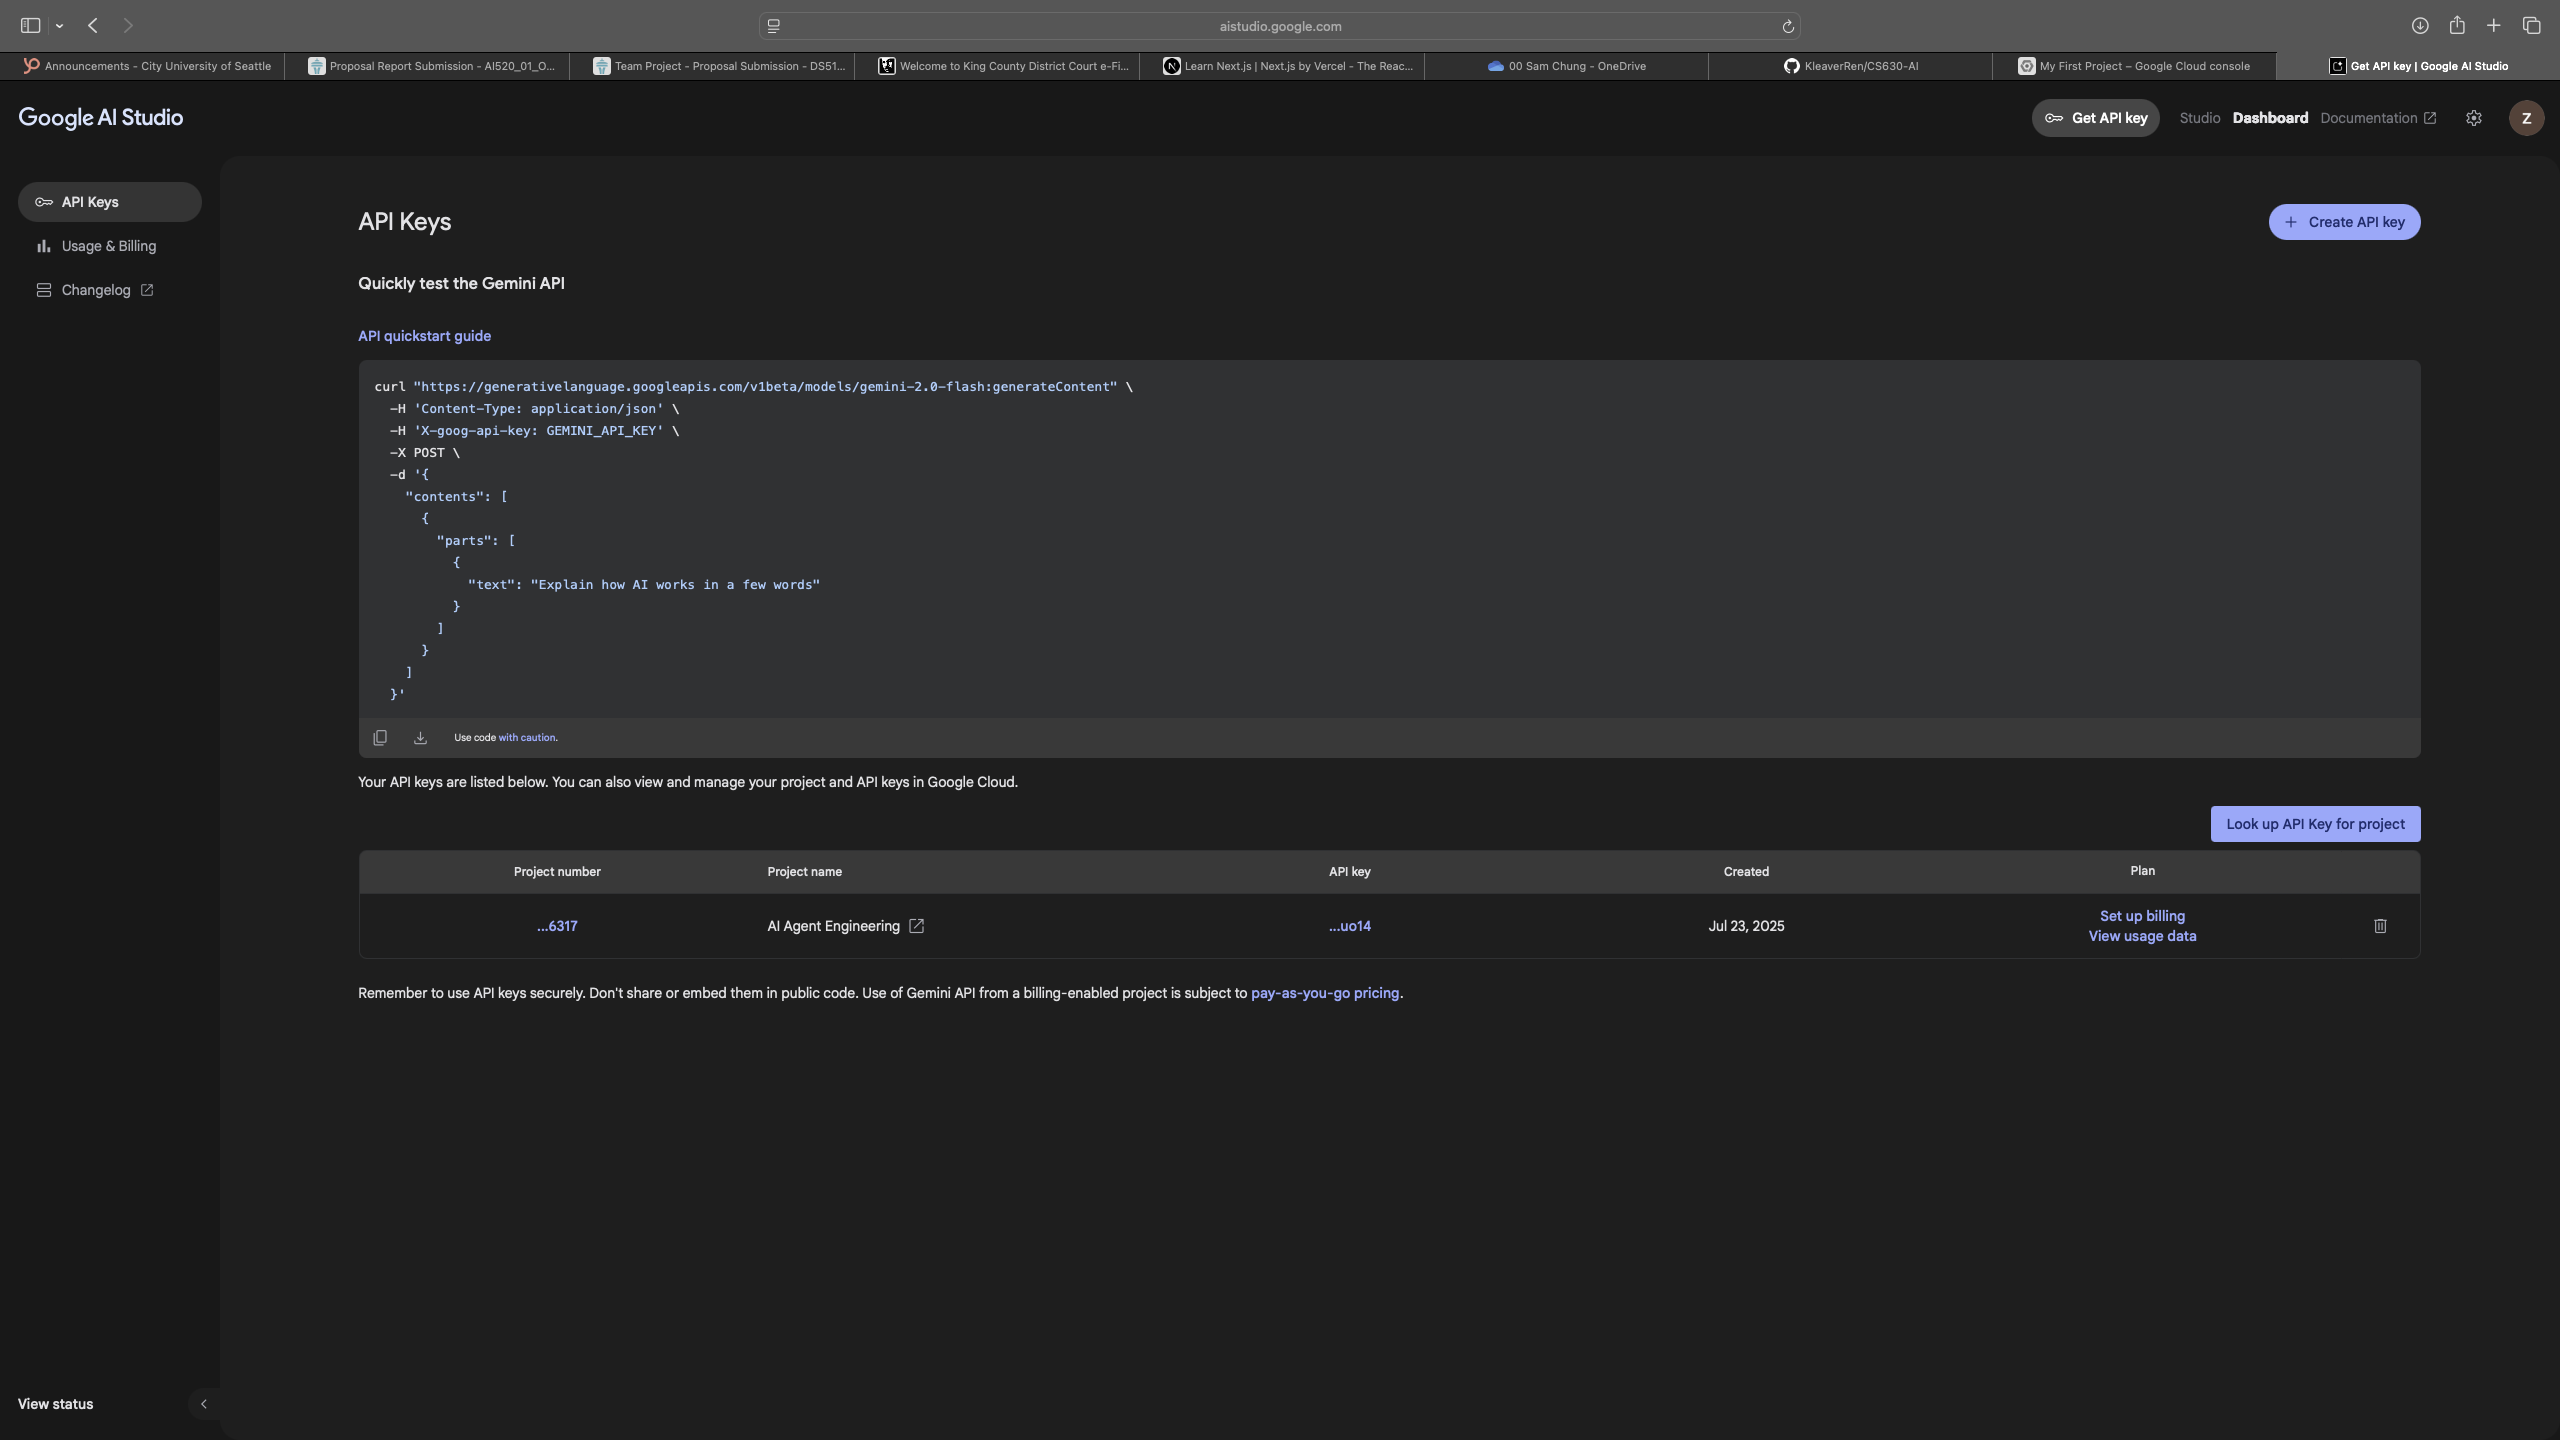 aistudio.google.com
Announcements - City University of Seattle
Proposal Report Submission - AI520_01_O...
Team Project - Proposal Submission - DS51...
Welcome to King County District Court e-Fi...
Learn Next.js | Next.js by Vercel - The Reac...
00 Sam Chung - OneDrive
KleaverRen/CS630-AI
My First Project – Google Cloud console
Get API key | Google AI Studio
Google AI Studio
Get API key
Studio
Dashboard
Documentation
Z
API Keys
Usage & Billing
Changelog
API Keys
Create API key
Quickly test the Gemini API
API quickstart guide
curl "https://generativelanguage.googleapis.com/v1beta/models/gemini-2.0-flash:generateContent" \
-H 'Content-Type: application/json' \
-H 'X-goog-api-key: GEMINI_API_KEY' \
-X POST \
-d '{
"contents": [
{
"parts": [
{
"text": "Explain how AI works in a few words"
}
]
}
]
}'
Use code with caution.
Your API keys are listed below. You can also view and manage your project and API keys in Google Cloud.
Look up API Key for project
Project number Project name API key Created Plan
...6317 AI Agent Engineering ...uo14 Jul 23, 2025 Set up billing
View usage data
Remember to use API keys securely. Don't share or embed them in public code. Use of Gemini API from a billing-enabled project is subject to pay-as-you-go pricing.
View status